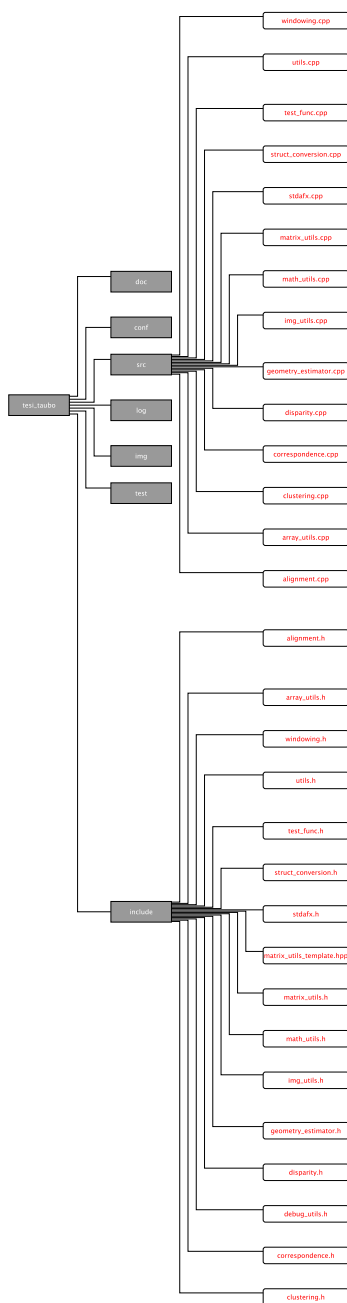 windowing.cpp
utils.cpp
test_func.cpp
struct_conversion.cpp
stdafx.cpp
matrix_utils.cpp
math_utils.cpp
img_utils.cpp
geometry_estimator.cpp
disparity.cpp
correspondence.cpp
clustering.cpp
array_utils.cpp
alignment.cpp
doc
conf
src
tesi_taubo
log
img
test
alignment.h
array_utils.h
windowing.h
utils.h
test_func.h
struct_conversion.h
include
stdafx.h
matrix_utils_template.hpp
matrix_utils.h
math_utils.h
img_utils.h
geometry_estimator.h
disparity.h
debug_utils.h
correspondence.h
clustering.h